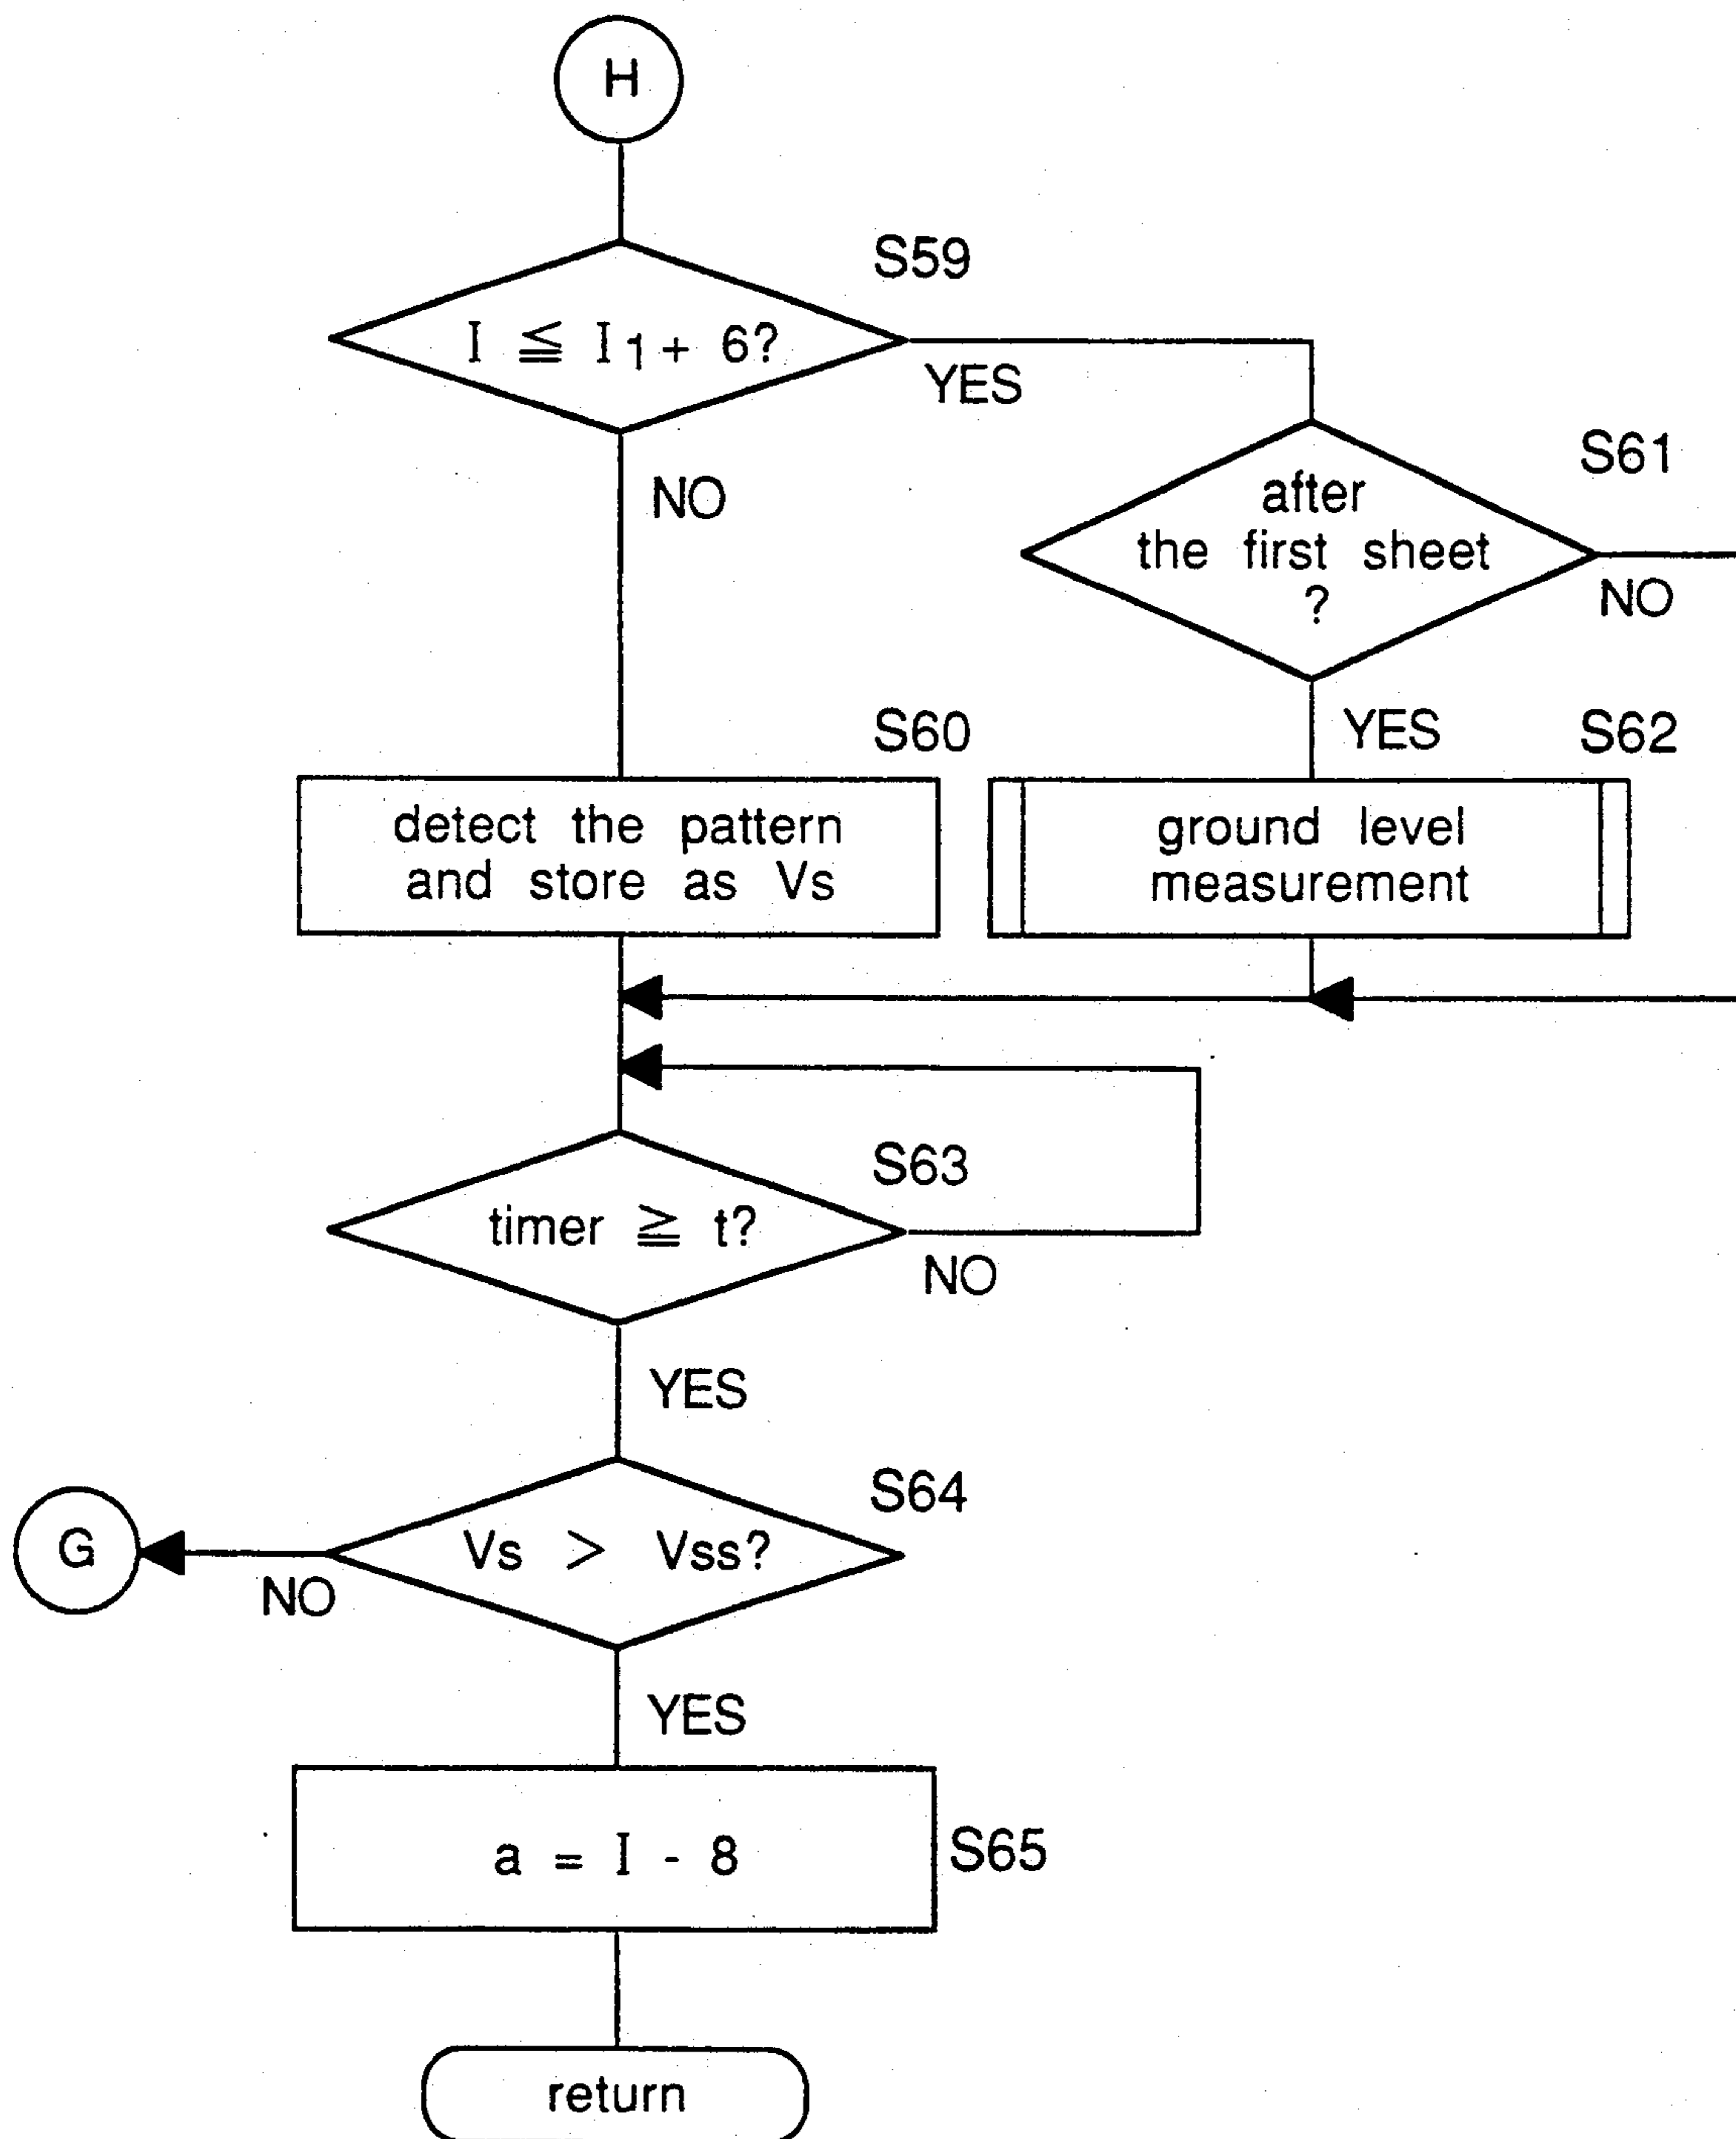 H
S59
I ≦ I1 + 6?
YES
NO
S61
after
the first sheet
?
NO
YES
S60
S62
detect the pattern
and store as Vs
ground level
measurement
S63
timer ≧ t?
NO
YES
S64
G
Vs > Vss?
NO
YES
a = I - 8
S65
return